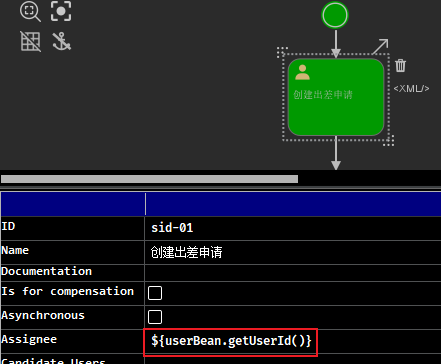 创建出差申请
<XML/>
ID
sid-01
Name
创建出差申请
Documentation
Is for compensation
Asynchronous
Assignee
${userBean.getUserId()}
Candidate Users